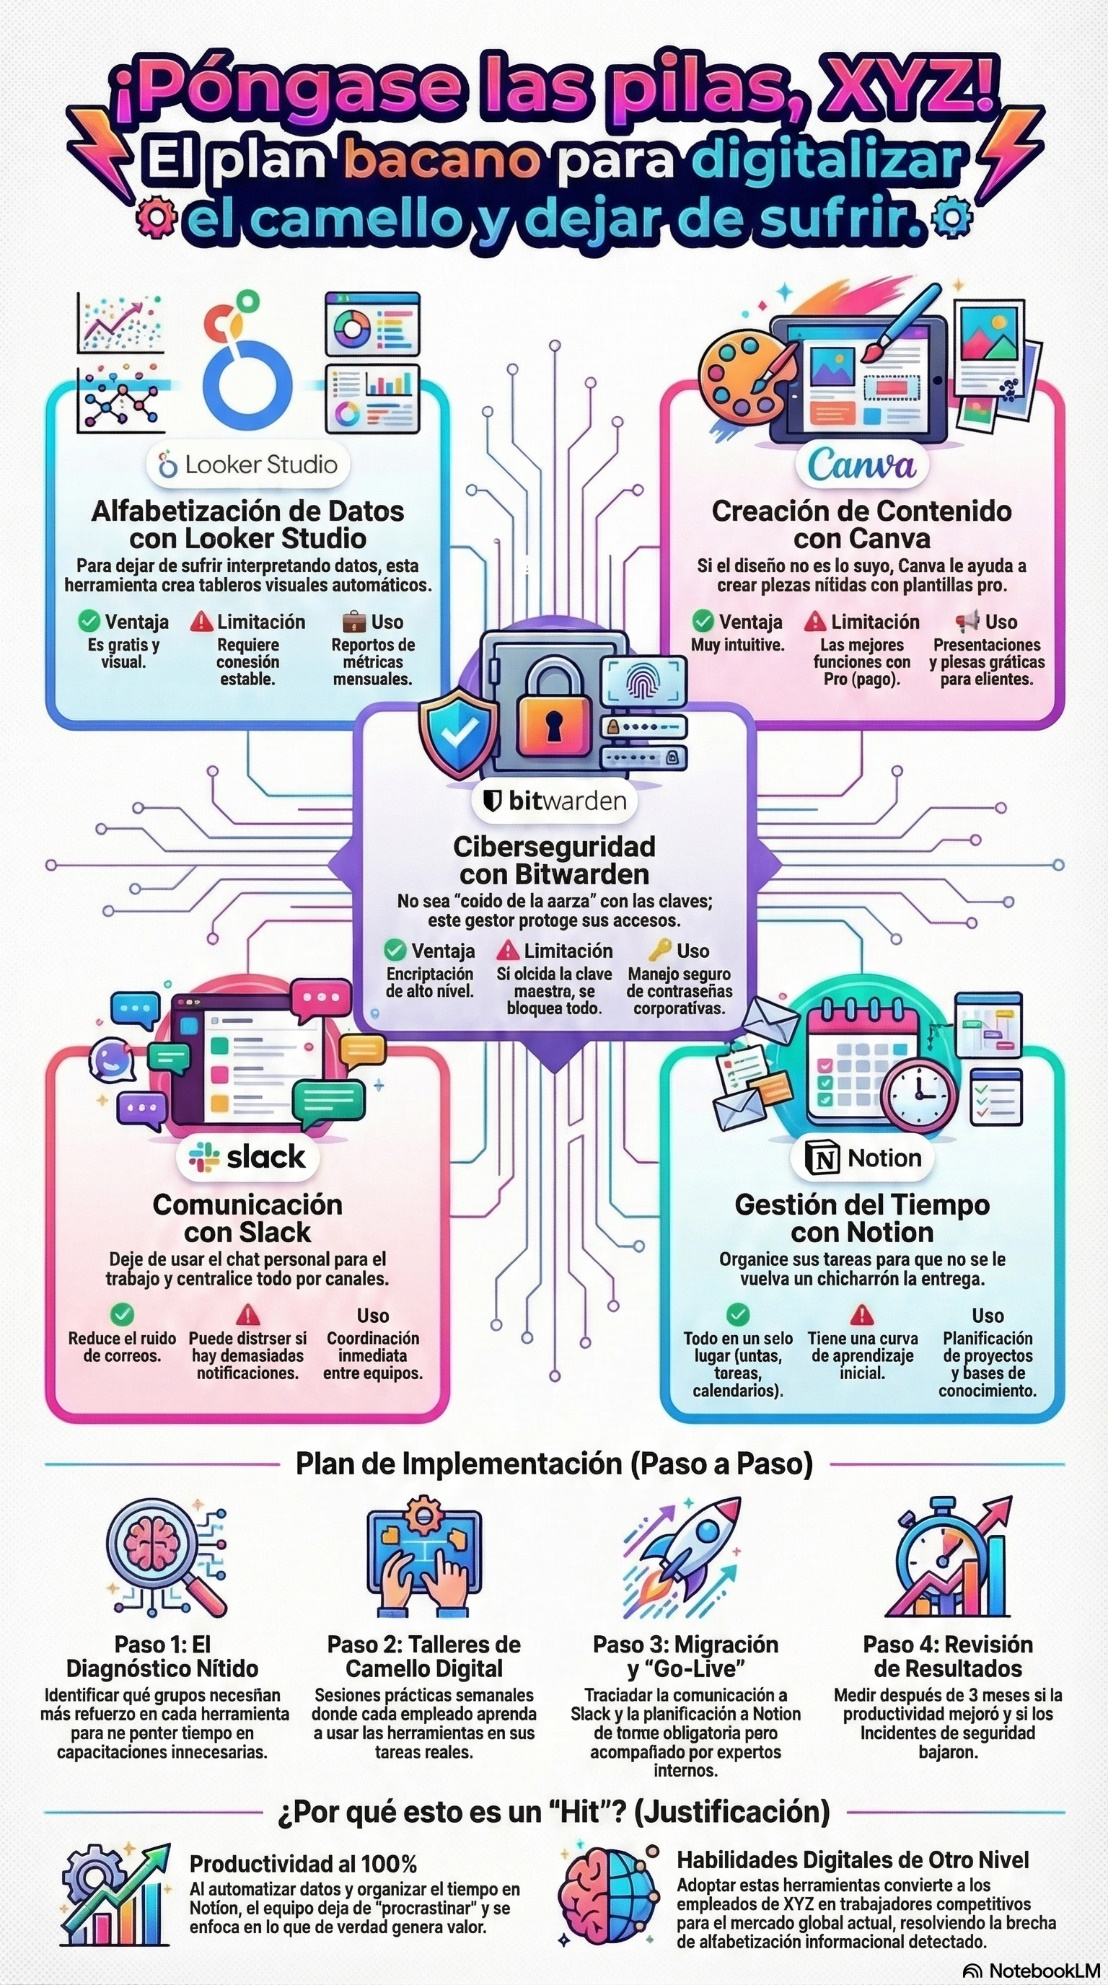 ¡Póngase las pilas, XYZ!
El plan bacano para digitalizar
el camello y dejar de sufrir.
Looker Studio
Alfabetización de Datos
con Looker Studio
Para dejar de sufrir interpretando datos, esta
herramienta crea tableros visuales automáticos.
Ventaja
Es gratis y
visual.
Limitación
Requiere
conesión
estable.
Uso
Reportos de
métricas
mensuales.
Canva
Creación de Contenido
con Canva
Si el diseño no es lo suyo, Canva le ayuda a
crear plezas nítidas con plantillas pro.
Ventaja
Muy intuitive.
Limitación
Las mejores
funciones con
Pro (pago).
Uso
Presentaciones
y plesas gráticas
para elientes.
bitwarden
Ciberseguridad
con Bitwarden
No sea "coido de la aarza" con las claves;
este gestor protoge sus accesos.
Ventaja
Encriptación
de alto nível.
Limitación
Si olcida la clave
maestra, se
bloquea todo.
Uso
Manejo seguro
de contraseñas
corporativas.
slack
Comunicación
con Slack
Deje de usar el chat personal para el
trabajo y centralice todo por canales.
Reduce el ruido
de correos.
Puede distrser si
hay demasiadas
notificaciones.
Uso
Coordinación
inmediata
entre equipos.
Notion
Gestión del Tiempo
con Notion
Organice sus tareas para que no se le
vuelva un chicharrón la entrega.
Todo en un selo
lugar (untas,
toreas,
calendarios).
Tiene una curva
de aprendizaje
inicial.
Uso
Planificación
de proyectos
y bases de
conocimiento.
Plan de Implementación (Paso a Paso)
Paso 1: El
Diagnóstico Nítido
Identificar qué grupos neceseñan
más refuerzo en cada herramienta
para ne penter tiempo en
capacitaciones innecesarias.
Paso 2: Talleres de
Camello Digital
Sesiones prácticas semanales
donde cada empleado aprenda
a usar las herramientas en sus
tareas reales.
Paso 3: Migración
y "Go-Live"
Traciadar la comunicación a
Slack y la planificación a Notion
de torme obligatoria pero
acompañado por expertos
internos.
Paso 4: Revisión
de Resultados
Medir después de 3 meses si la
productividad mejoró y si los
Incidentes de seguridad
bajaron.
¿Por qué esto es un "Hit"? (Justificación)
Productividad al 100%
Al automatizar datos y organizar el tiempo en
Notion, el equipo deja de "procrastinar" y se
enfoca en lo que de verdad genera valor.
Habilidades Digitales de Otro Nivel
Adoptar estas herramientas convierte a los
empleados de XYZ en trabajadores competitivos
para el mercado global actual, resolviendo la brecha
de alfabetización informacional detectado.
NotebookLM